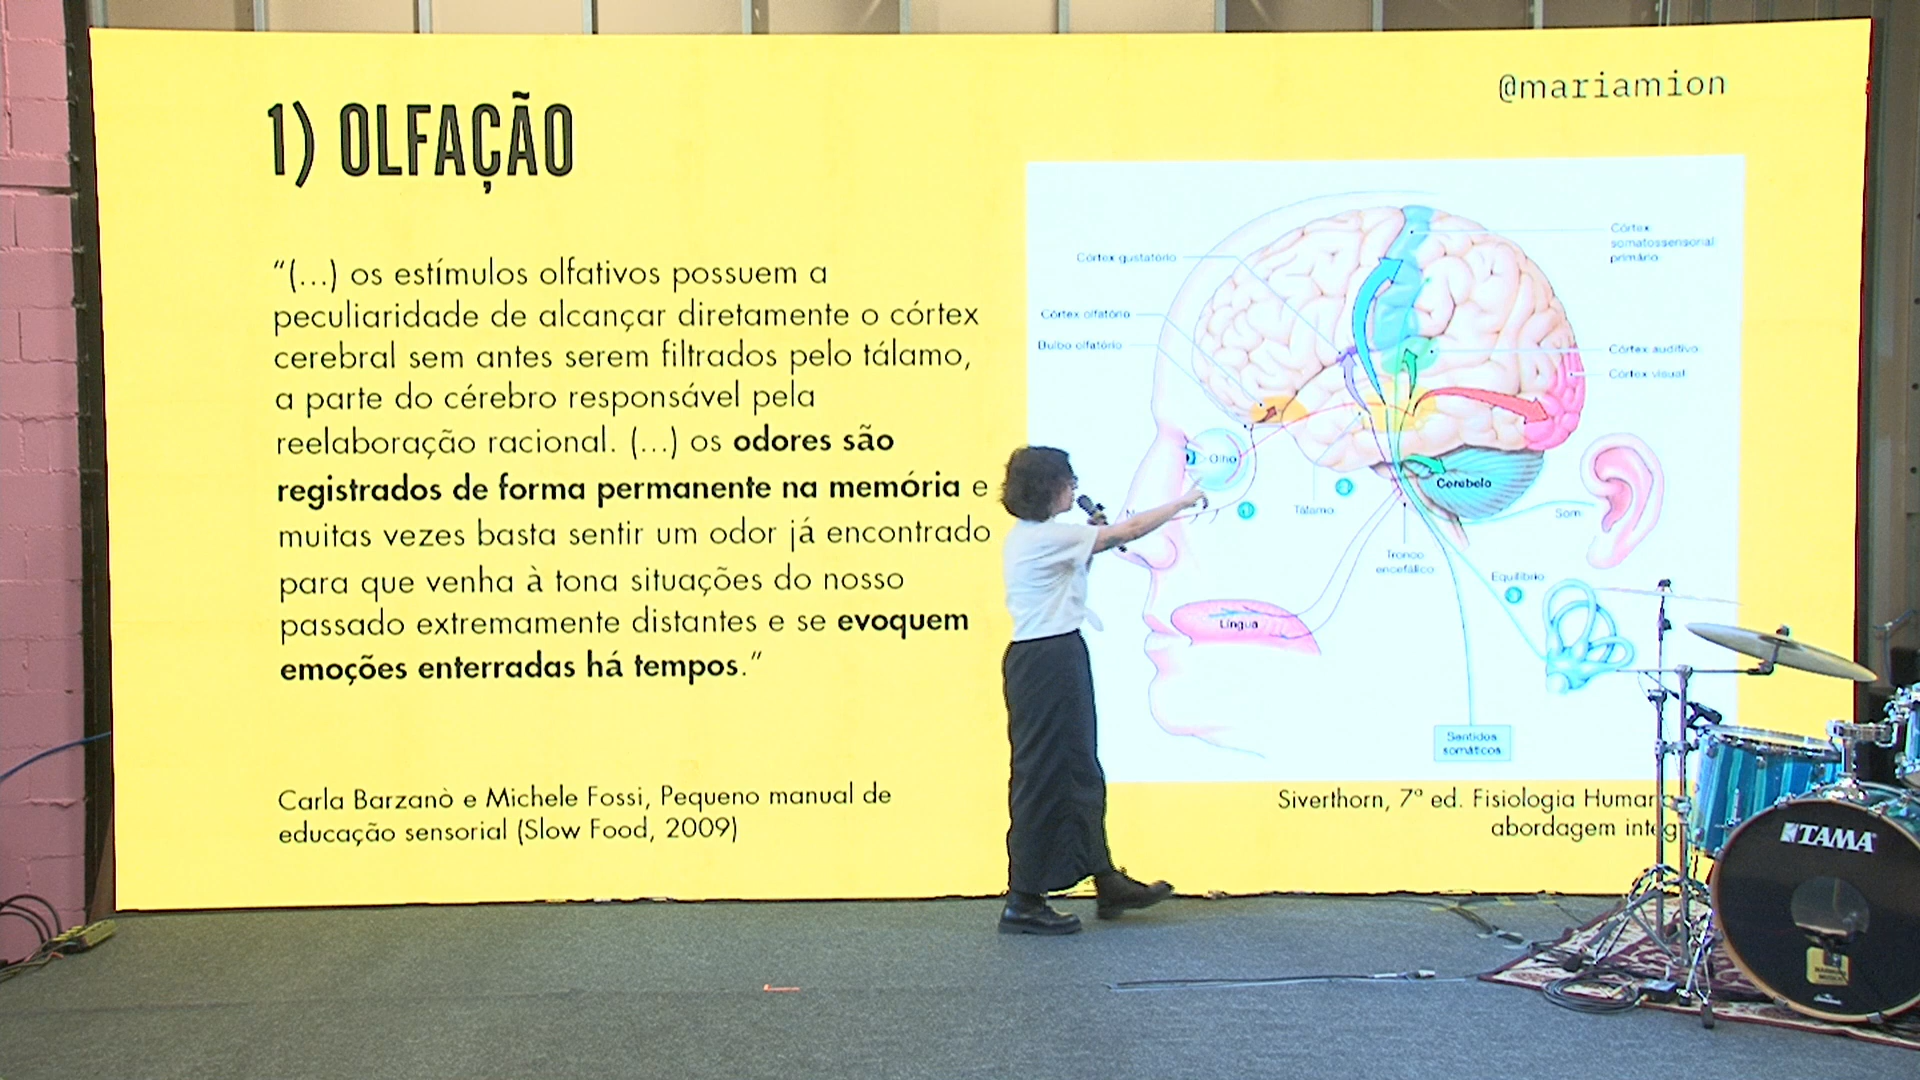 @mariamion
1) OLFAÇÃO
“(...) os estímulos olfativos possuem a
peculiaridade de alcançar diretamente o córtex
cerebral sem antes serem filtrados pelo tálamo,
a parte do cérebro responsável pela
reelaboração racional. (...) os odores são
registrados de forma permanente na memória e
muitas vezes basta sentir um odor já encontrado
para que venha à tona situações do nosso
passado extremamente distantes e se evoquem
emoções enterradas há tempos.”
Carla Barzanò e Michele Fossi, Pequeno manual de
educação sensorial (Slow Food, 2009)
Córtex gustatório
Córtex olfatório
Bulbo olfatório
Córtex
somatossensorial
primário
Córtex auditivo
Córtex visual
Olho
Cerebelo
Tálamo
Som
Tronco
encefálico
Equilíbrio
Língua
Sentidos
somáticos
Siverthorn, 7ª ed. Fisiologia
abordagem
TAMA